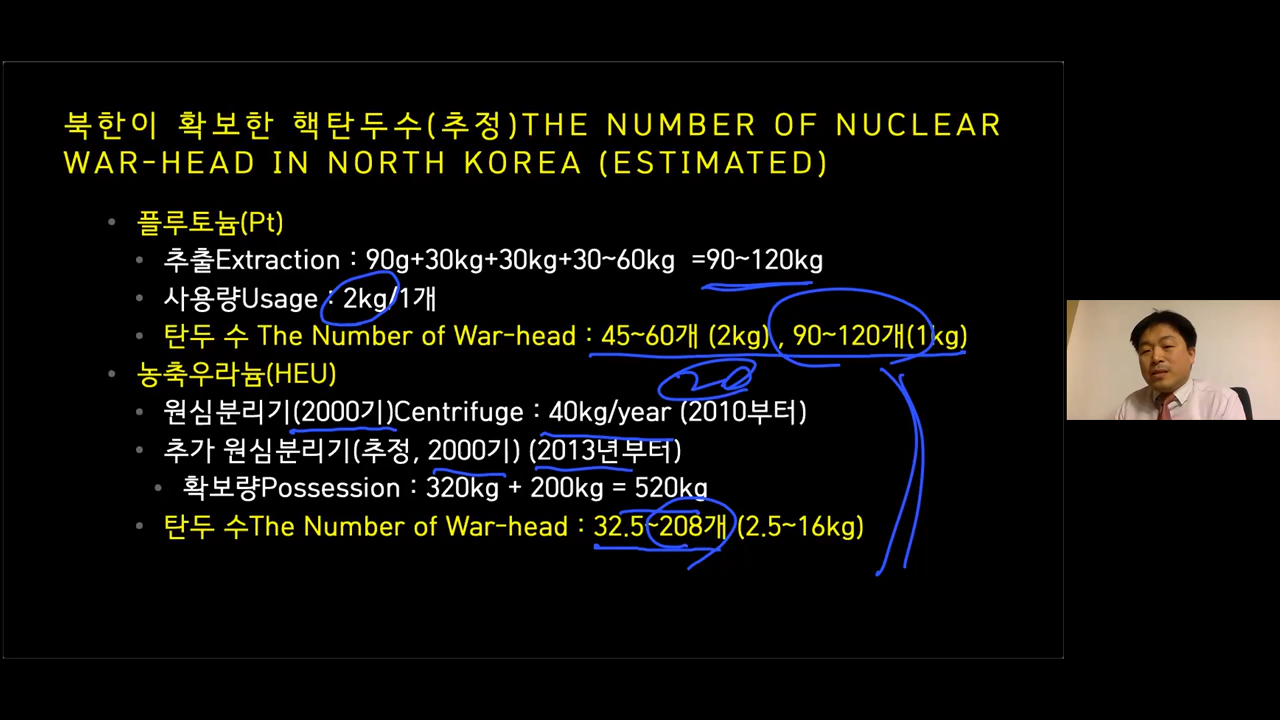 북한이 확보한 핵탄두수(추정)THE NUMBER OF NUCLEAR
WAR-HEAD IN NORTH KOREA (ESTIMATED)
플루토늄(Pt)
추출Extraction : 90g+30kg+30kg+30~60kg =90~120kg
사용량Usage : 2kg/1개
탄두 수 The Number of War-head : 45~60개 (2kg) , 90~120개(1kg)
농축우라늄(HEU)
원심분리기(2000기)Centrifuge : 40kg/year (2010부터)
추가 원심분리기(추정, 2000기) (2013년부터)
확보량Possession : 320kg + 200kg = 520kg
탄두 수The Number of War-head : 32.5~208개 (2.5~16kg)